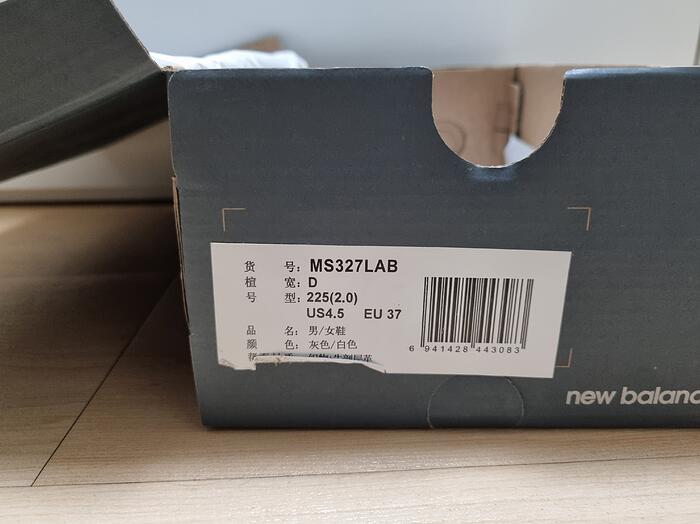 货 号: MS327LAB
楦 宽: D
号 型: 225(2.0)
US4.5 EU 37
品 名: 男/女鞋
颜 色: 灰色/白色
6 941428 443083
new balanc